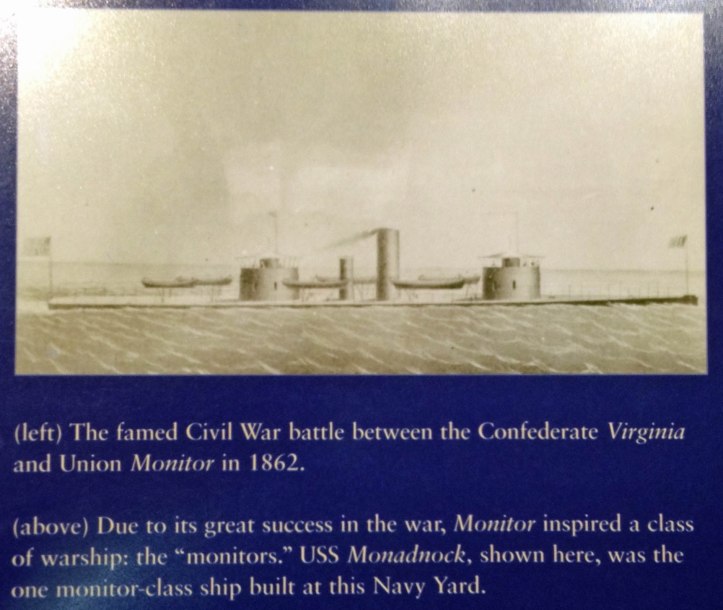 (left) The famed Civil War battle between the Confederate Virginia
and Union Monitor in 1862.
(above) Due to its great success in the war, Monitor inspired a class
of warship: the “monitors.” USS Monadnock, shown here, was the
one monitor-class ship built at this Navy Yard.